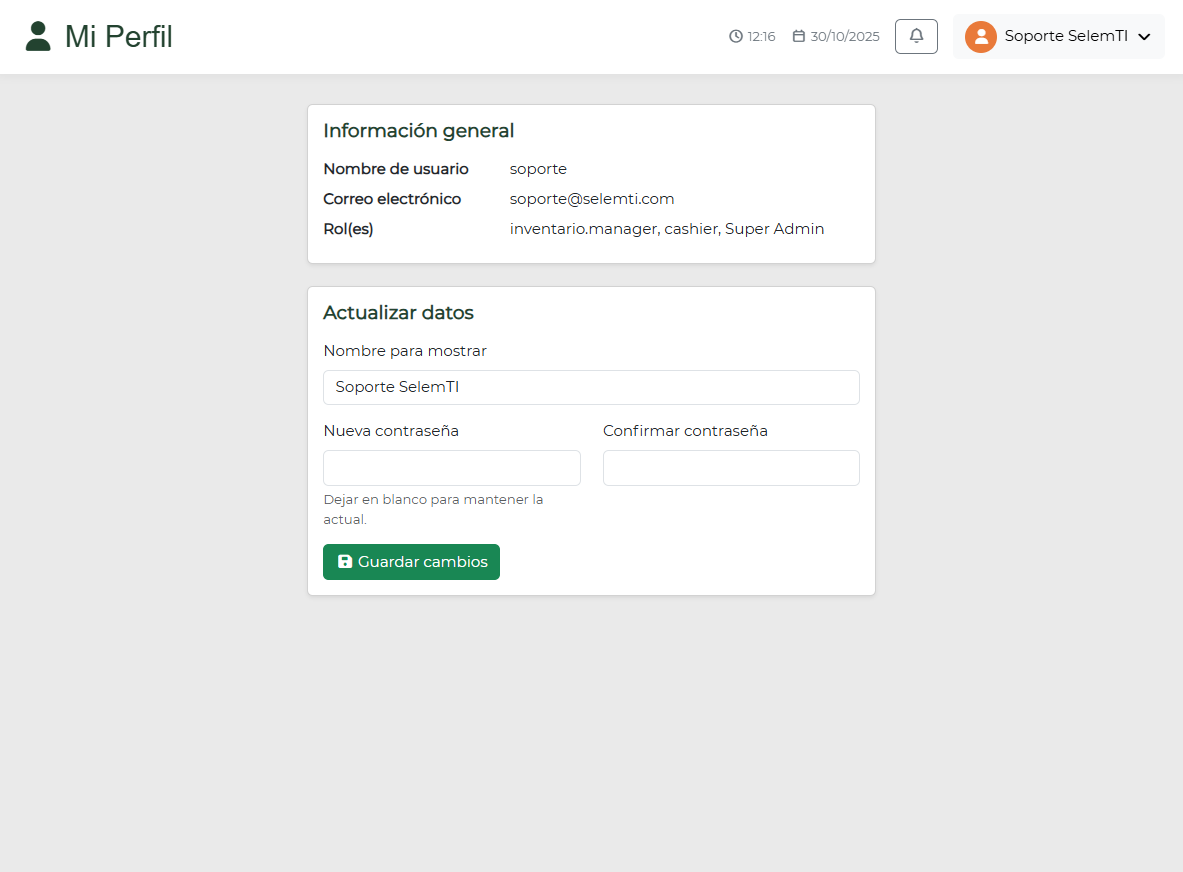 Mi Perfil
12:16 30/10/2025 Soporte SelemTI
Información general
Nombre de usuario soporte
Correo electrónico soporte@selemti.com
Rol(es) inventario.manager, cashier, Super Admin
Actualizar datos
Nombre para mostrar
Soporte SelemTI
Nueva contraseña Confirmar contraseña
Dejar en blanco para mantener la
actual.
Guardar cambios